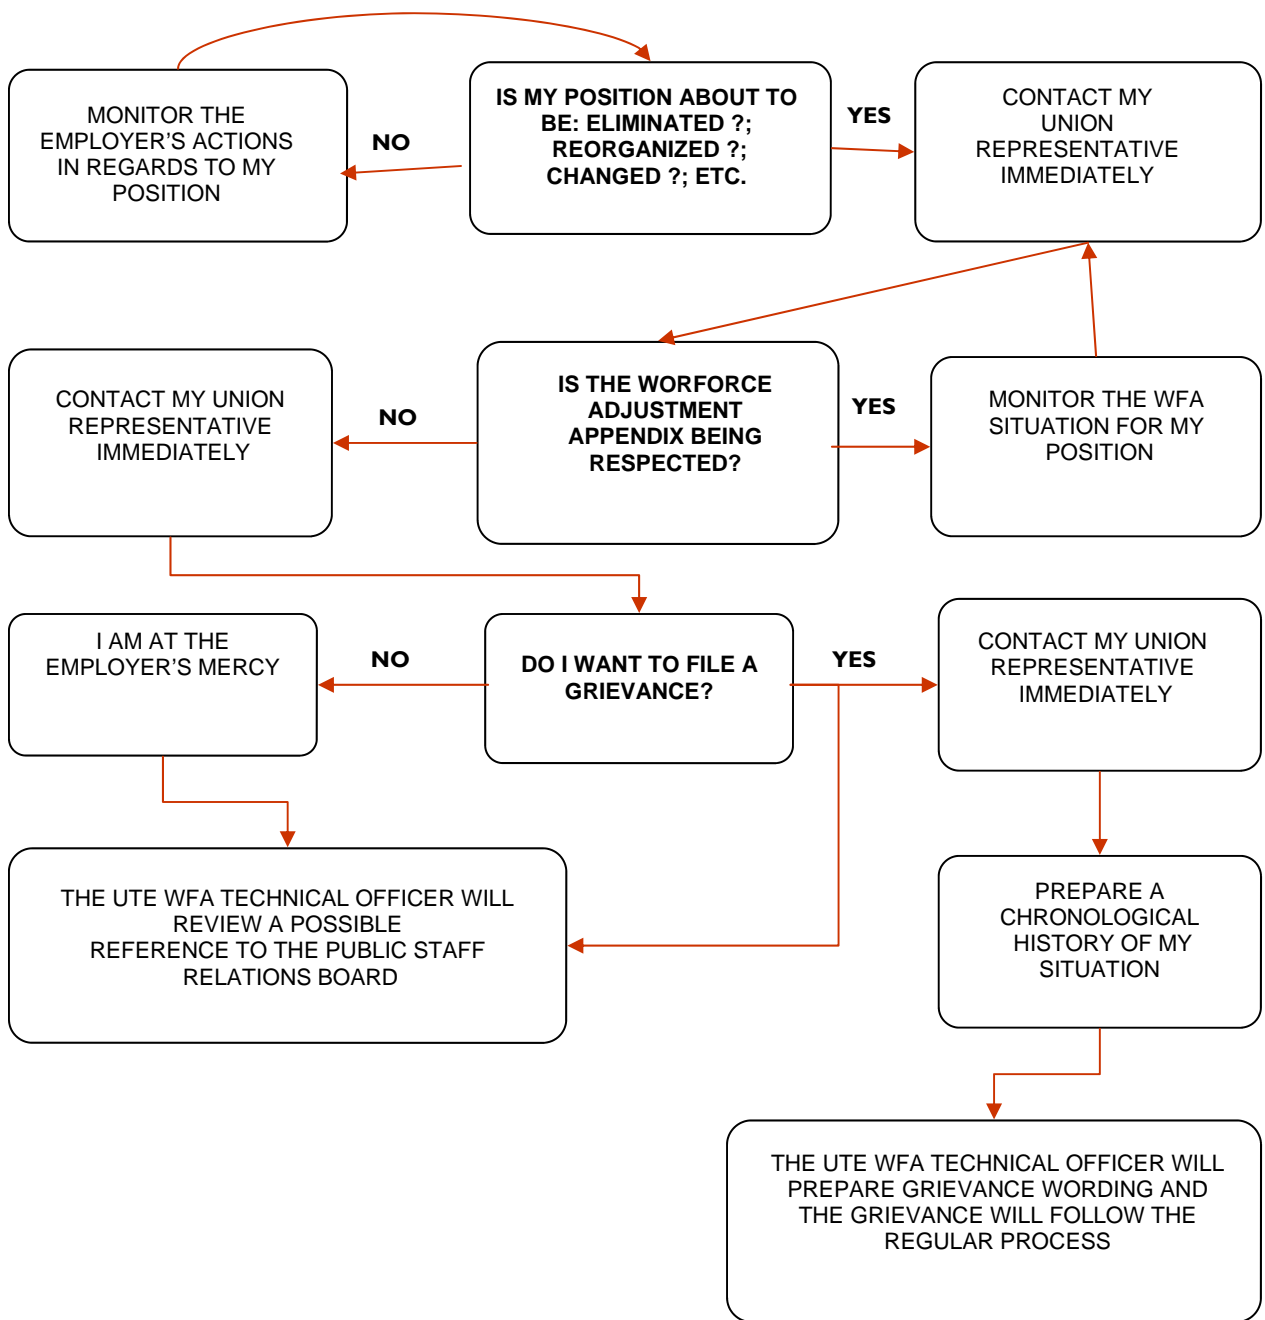 MONITOR THE
EMPLOYER’S ACTIONS
IN REGARDS TO MY
POSITION
NO
IS MY POSITION ABOUT TO
BE: ELIMINATED ?;
REORGANIZED ?;
CHANGED ?; ETC.
YES
CONTACT MY
UNION
REPRESENTATIVE
IMMEDIATELY
CONTACT MY UNION
REPRESENTATIVE
IMMEDIATELY
NO
IS THE WORFORCE
ADJUSTMENT
APPENDIX BEING
RESPECTED?
YES
MONITOR THE WFA
SITUATION FOR MY
POSITION
I AM AT THE
EMPLOYER’S MERCY
NO
DO I WANT TO FILE A
GRIEVANCE?
YES
CONTACT MY UNION
REPRESENTATIVE
IMMEDIATELY
THE UTE WFA TECHNICAL OFFICER WILL
REVIEW A POSSIBLE
REFERENCE TO THE PUBLIC STAFF
RELATIONS BOARD
PREPARE A
CHRONOLOGICAL
HISTORY OF MY
SITUATION
THE UTE WFA TECHNICAL OFFICER WILL
PREPARE GRIEVANCE WORDING AND
THE GRIEVANCE WILL FOLLOW THE
REGULAR PROCESS